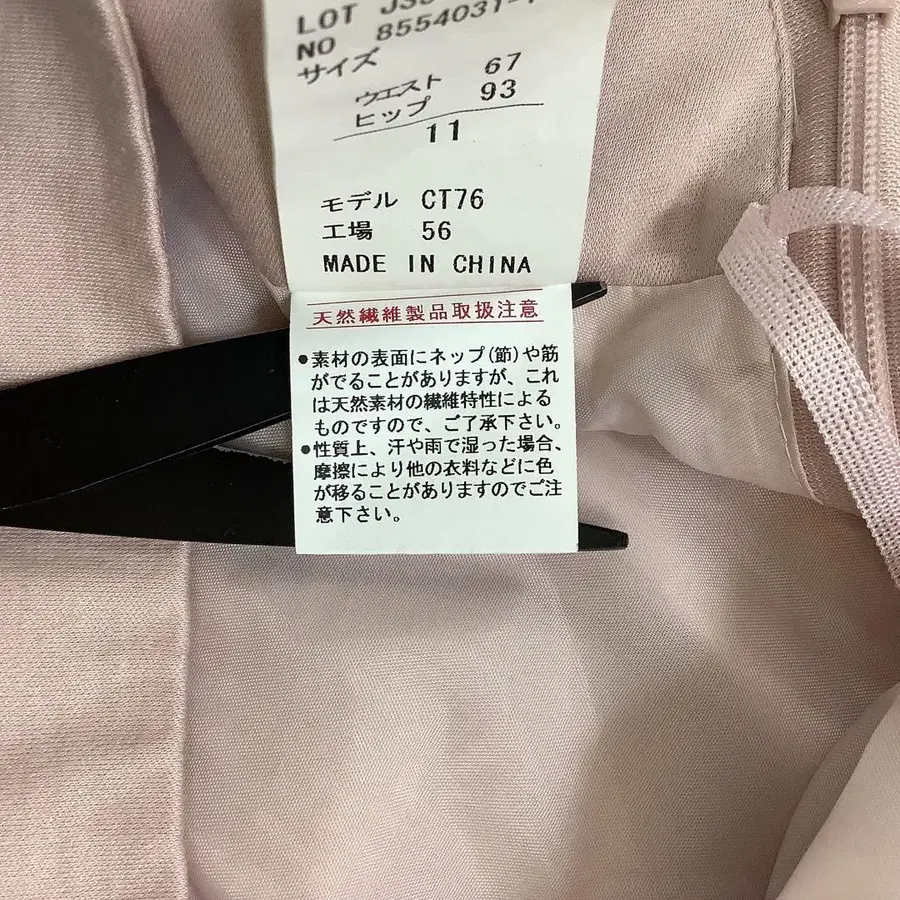 LOT
NO 8554031-
サイズ
ウエスト 67
ヒップ 93
11
モデル CT76
工場 56
MADE IN CHINA
天然繊維製品取扱注意
●素材の表面にネップ(節)や筋
がでることがありますが、これ
は天然素材の繊維特性による
ものですので、ご了承下さい。
●性質上、汗や雨で湿った場合、
摩擦により他の衣料などに色
が移ることがありますのでご注
意下さい。